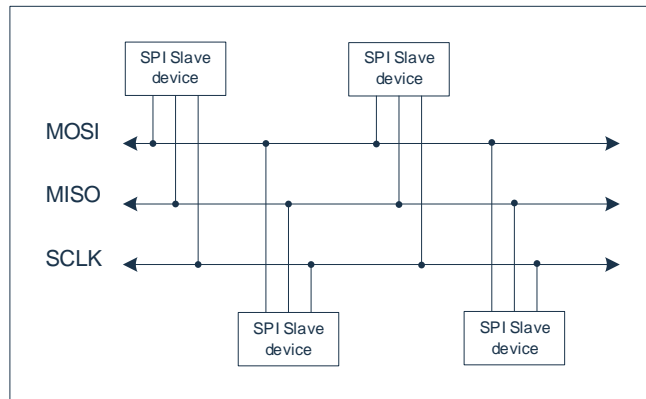 SPI Slave
device
SPI Slave
device
MOSI
MISO
SCLK
SPI Slave
device
SPI Slave
device